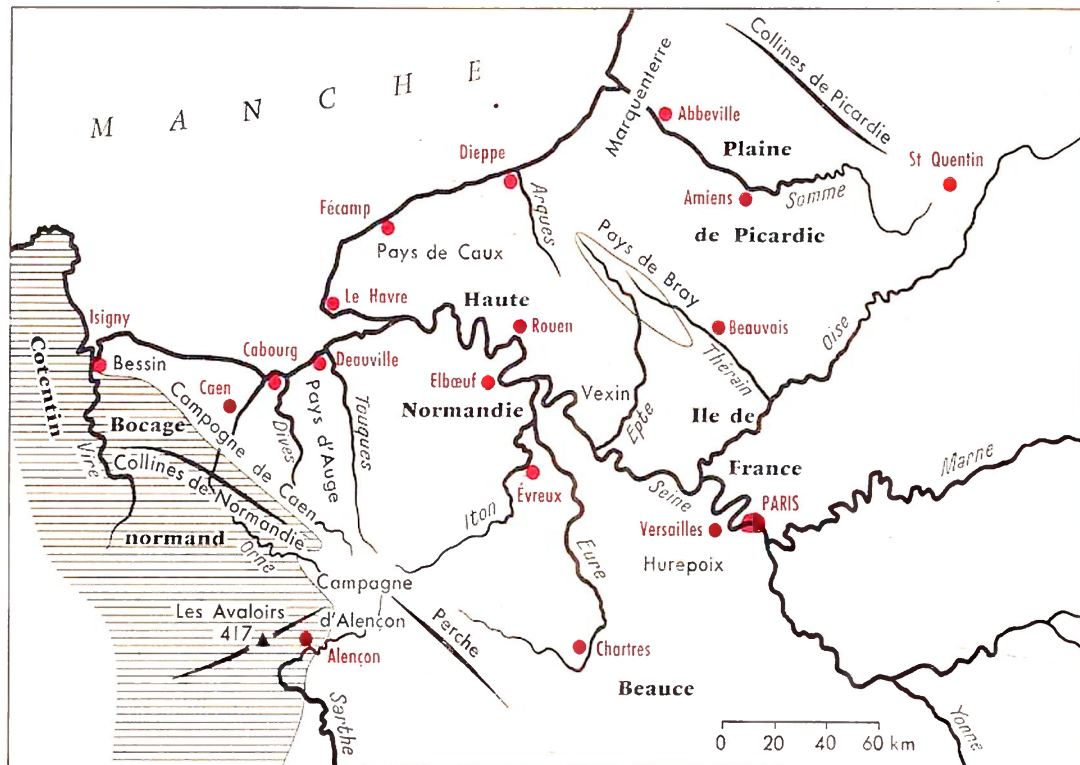 MANCHE
Collines de Picardie
Marquenterre
Abbeville
Plaine
St Quentin
Dieppe
Amiens
Somme
Arques
Fécamp
de Picardie
Pays de Bray
Pays de Caux
Le Havre
Haute
Rouen
Beauvais
Oise
Isigny
Cotentin
Bessin
Cabourg
Deauville
Elbœuf
Thérain
Caen
Vexin
Normandie
Epte
Ile de
Bocage
Campagne de Caen
Dives
Pays d'Auge
Touques
Vire
Collines de Normandie
France
Marne
Évreux
Seine
PARIS
Iton
Versailles
normand
Orne
Eure
Hurepoix
Campagne
d'Alençon
Les Avaloirs
417
Perche
Alençon
Chartres
Beauce
Sarthe
Yonne
0 20 40 60 km